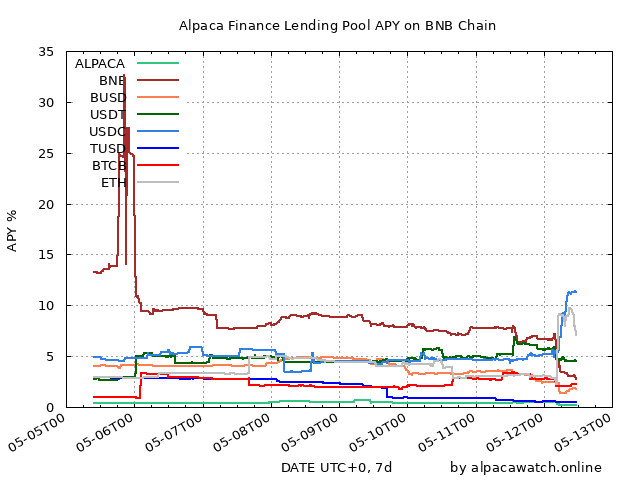 Alpaca Finance Lending Pool APY on BNB Chain
APY %
35
30
25
20
15
10
5
0
ALPACA
BNB
BUSD
USDT
USDC
TUSD
BTCB
ETH
05-05T00
05-06T00
05-07T00
05-08T00
05-09T00
05-10T00
05-11T00
05-12T00
05-13T00
DATE UTC+0, 7d
by alpacawatch.online